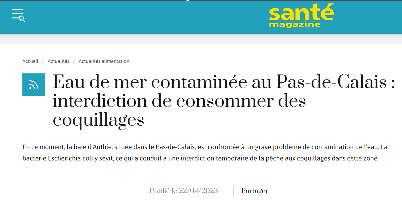 santé
magazine
Accueil / Actualités / Actualités alimentation
Eau de mer contaminée au Pas-de-Calais :
interdiction de consommer des
coquillages
En ce moment, la baie d'Authie, située dans le Pas-de-Calais, est confrontée à un grave problème de contamination de l'eau. La
bactérie Escherichia coli y sévit, ce qui a conduit à une interdiction temporaire de la pêche aux coquillages dans cette zone.
Publié le 22/04/2023 Partager